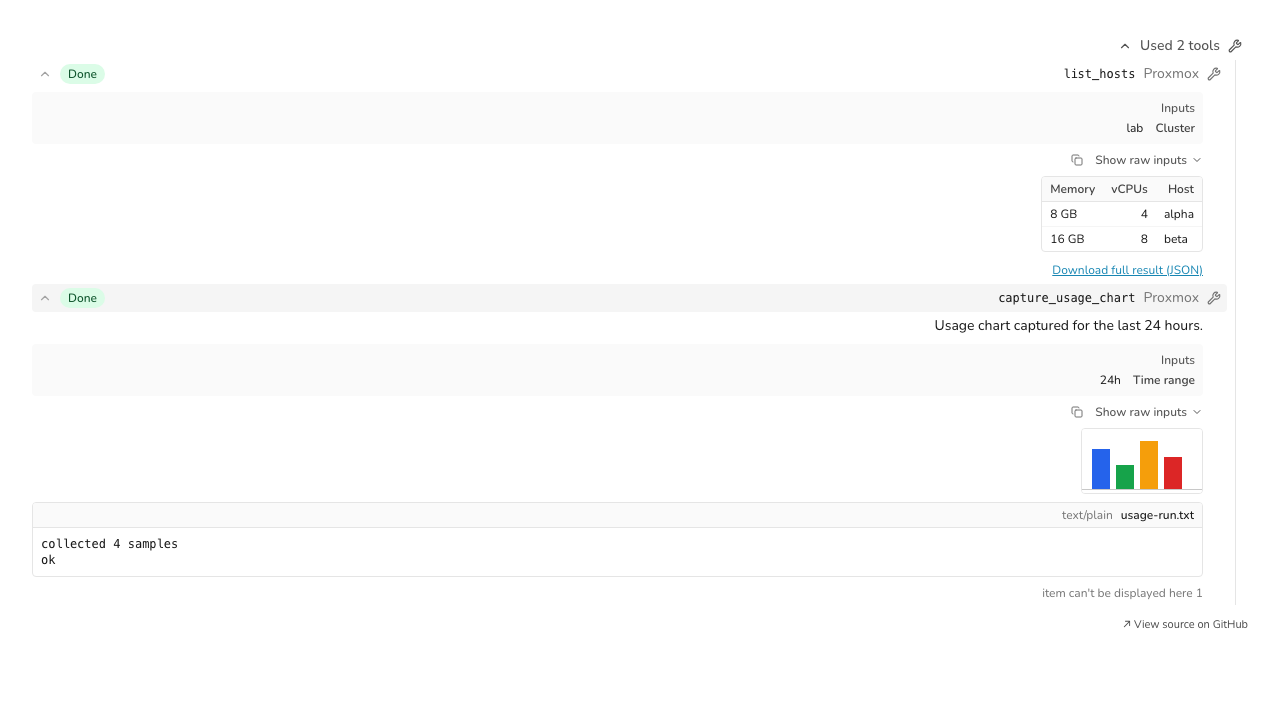 Used 2 tools
Done list_hosts Proxmox
Inputs
lab Cluster
Show raw inputs
Memory vCPUs Host
8 GB 4 alpha
16 GB 8 beta
Download full result (JSON)
Done capture_usage_chart Proxmox
Usage chart captured for the last 24 hours.
Inputs
24h Time range
Show raw inputs
text/plain usage-run.txt
collected 4 samples
ok
item can't be displayed here 1
View source on GitHub